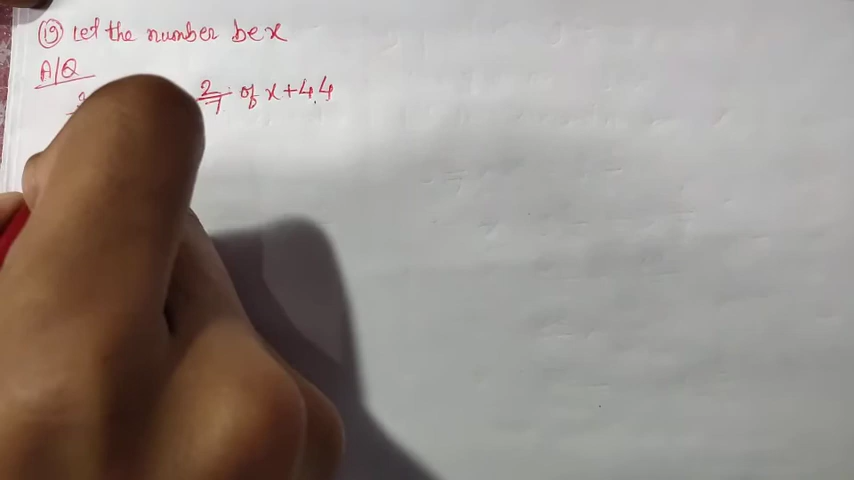 (19) Let the number be x
A/Q
2/7 of x + 44